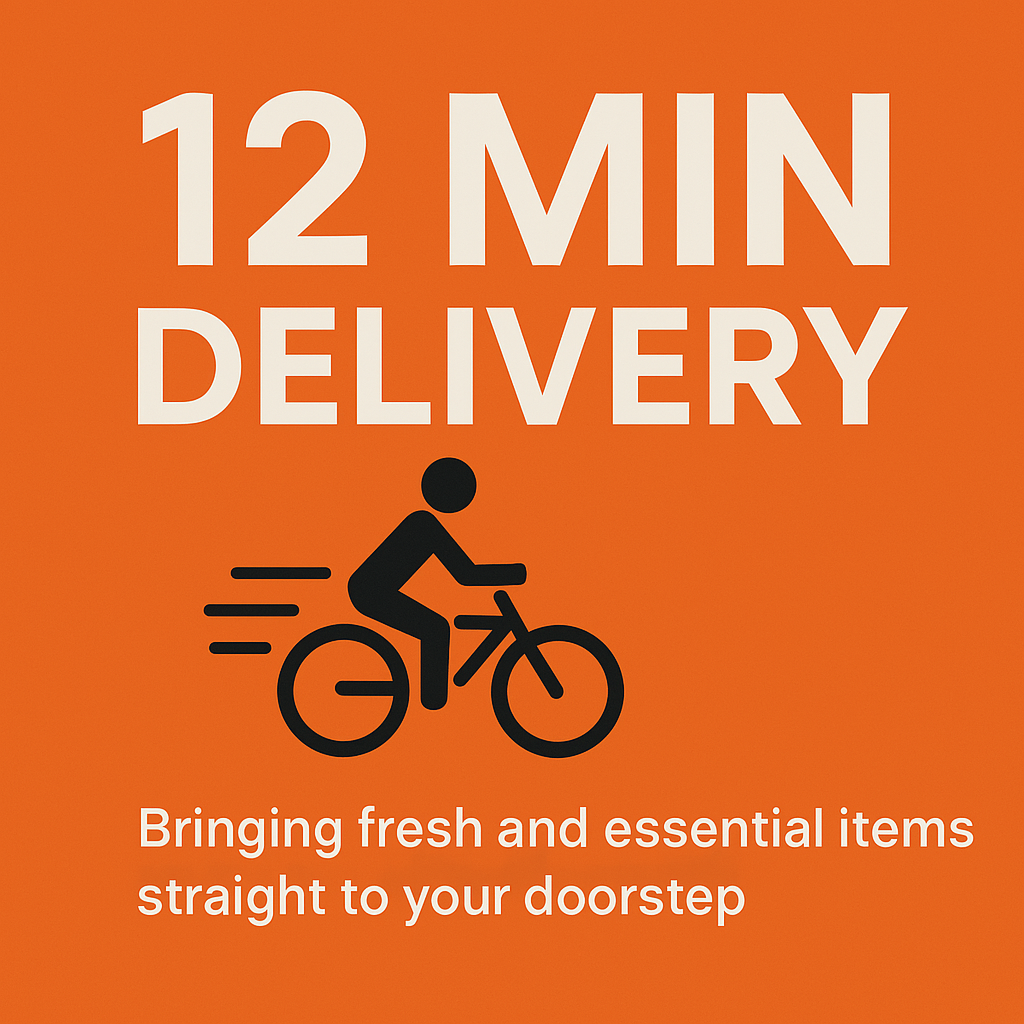 12 MIN
DELIVERY
Bringing fresh and essential items
straight to your doorstep